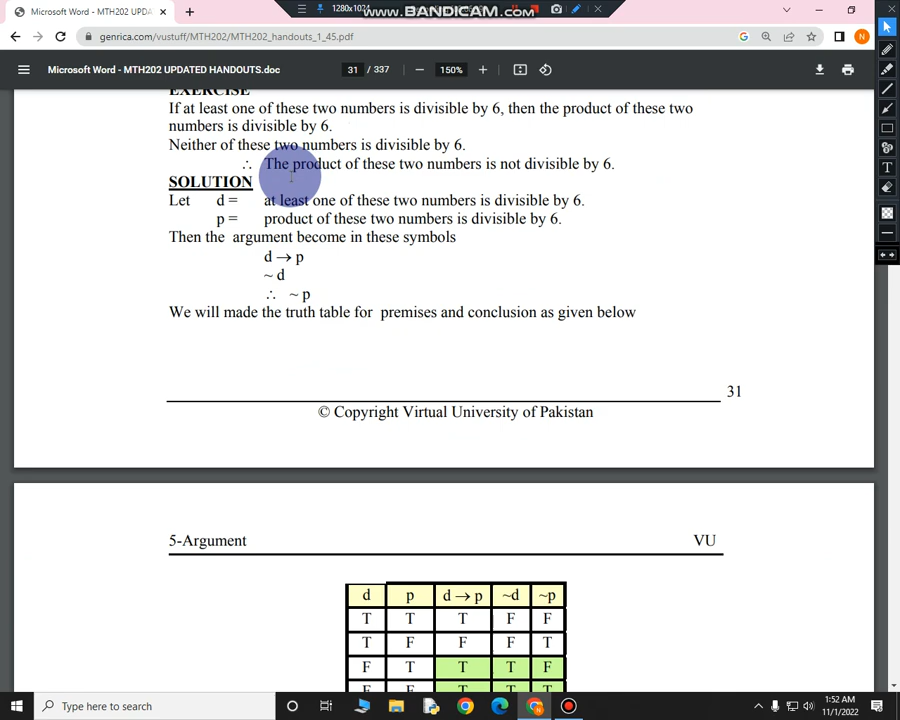 1280x1024
www.BANDICAM.com
Microsoft Word - MTH202 UPDA
genrica.com/vustuff/MTH202/MTH202_handouts_1_45.pdf
N
Microsoft Word - MTH202 UPDATED HANDOUTS.doc
31 / 337
150%
EXERCISE
If at least one of these two numbers is divisible by 6, then the product of these two
numbers is divisible by 6.
Neither of these two numbers is divisible by 6.
∴ The product of these two numbers is not divisible by 6.
SOLUTION
Let d = at least one of these two numbers is divisible by 6.
p = product of these two numbers is divisible by 6.
Then the argument become in these symbols
d → p
~ d
∴ ~ p
We will made the truth table for premises and conclusion as given below
31
© Copyright Virtual University of Pakistan
5-Argument VU
d p d → p ~d ~p
T T T F F
T F F F T
F T T T F
F F T T T
Type here to search
1:52 AM
11/1/2022